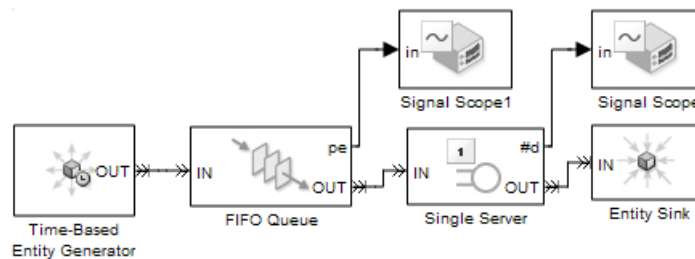 in
Signal Scope1
in
Signal Scope
OUT
Time-Based
Entity Generator
IN
pe
OUT
FIFO Queue
IN
1
#d
OUT
Single Server
IN
Entity Sink